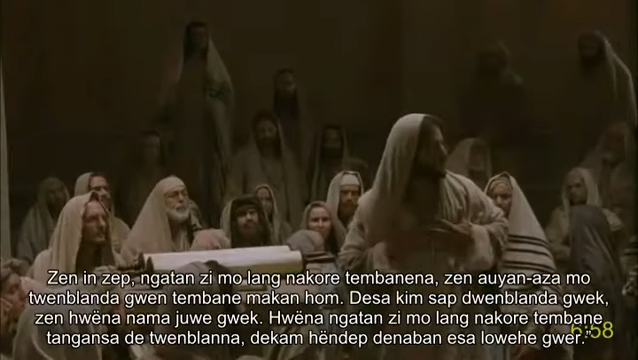 Zen in zep, ngatan zi mo lang nakore tembanena, zen auyan-aza mo
twenblanda gwen tembane makan hom. Desa kim sap dwenblanda gwek,
zen hwëna nama juwe gwek. Hwëna ngatan zi mo lang nakore tembane
tangansa de twenblanna, dekam hëndep denaban esa lowehe gwer.”
6:58